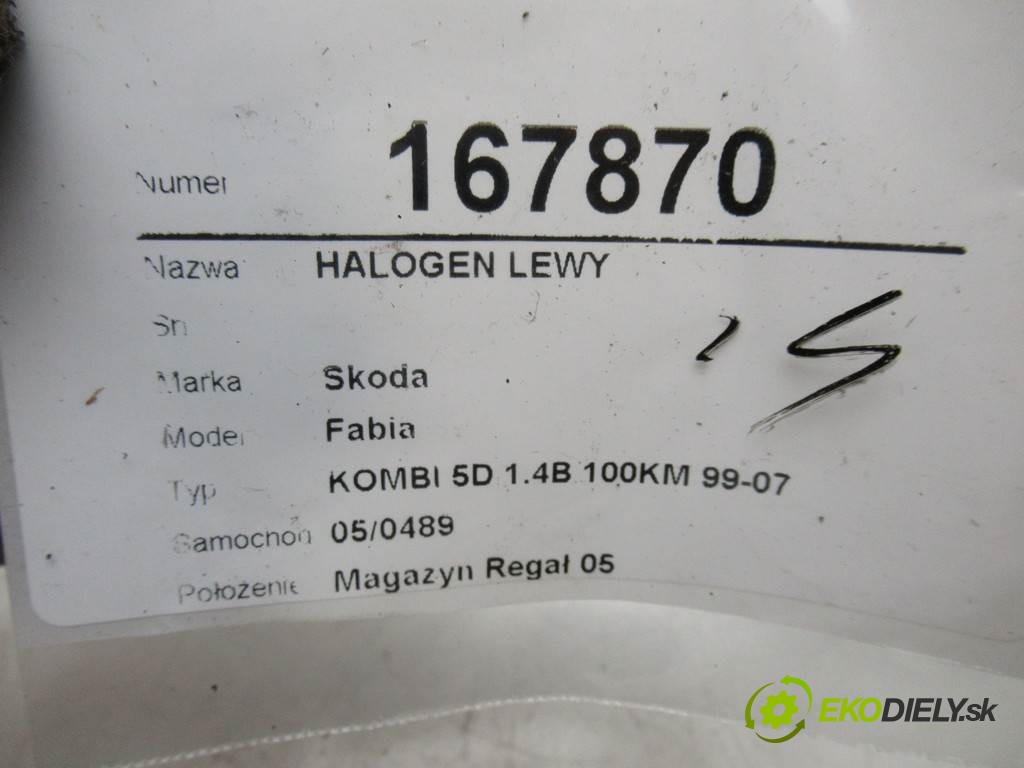 Numer 167870
Nazwa HALOGEN LEWY
Sn
Marka Skoda
Model Fabia
Typ KOMBI 5D 1.4B 100KM 99-07
Samochód 05/0489
Położenie Magazyn Regał 05
EKODIELY.sk